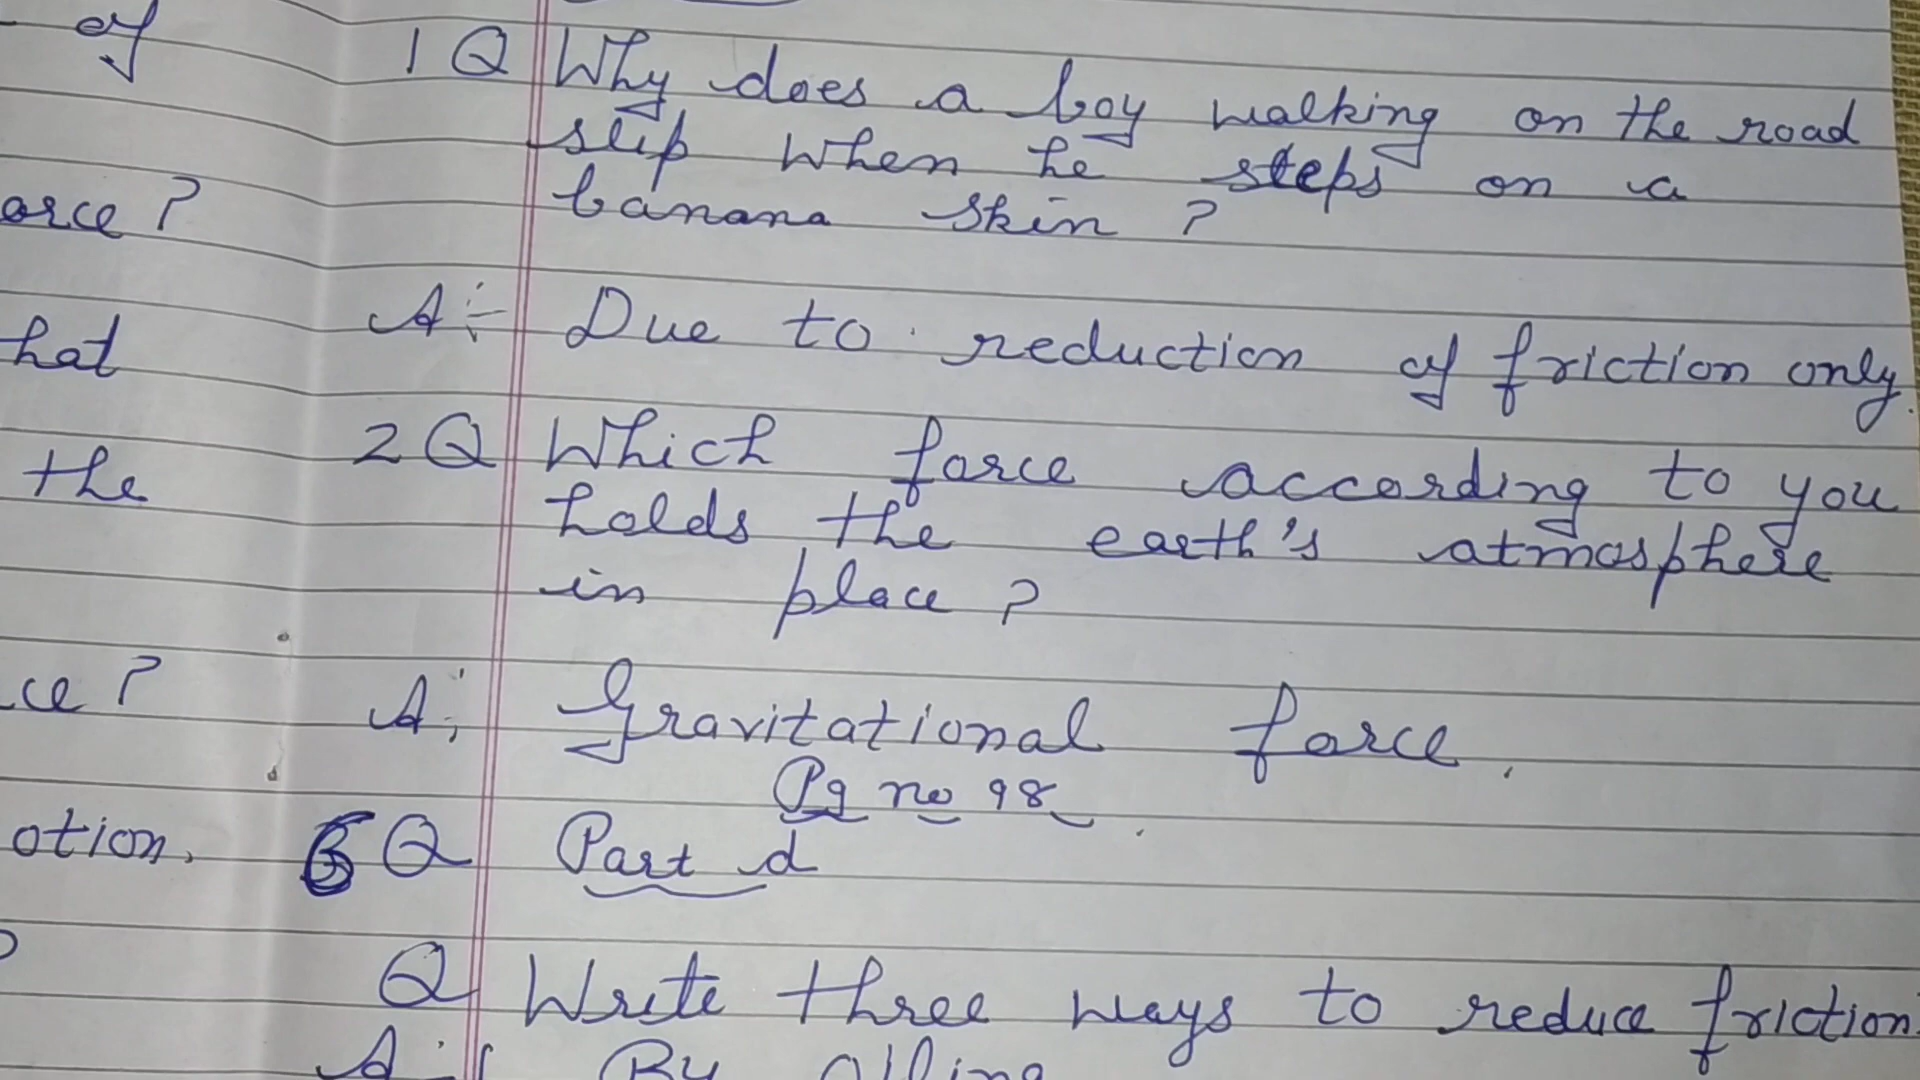 of
orce ?
hat
the
ce ?
otion.
?
1 Q Why does a boy walking on the road
slip when he steps on a
banana skin ?
A :- Due to reduction of friction only.
2 Q Which force according to you
holds the earth's atmosphere
in place ?
A: Gravitational force.
Pg no 98
Q Part d
Q Write three ways to reduce friction
A By oiling